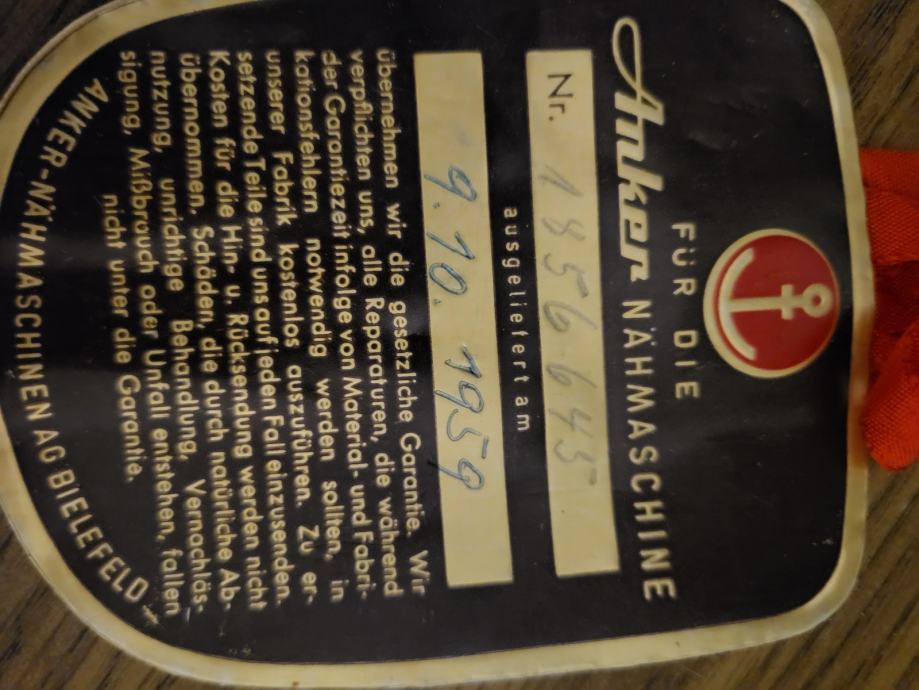 FÜR DIE
Anker NÄHMASCHINE
Nr. 1856645
ausgeliefert am
9. 10. 1959
übernehmen wir die gesetzliche Garantie. Wir
verpflichten uns, alle Reparaturen, die während
der Garantiezeit infolge von Material- und Fabri-
kationsfehlern notwendig werden sollten, in
unserer Fabrik kostenlos auszuführen. Zu er-
setzende Teile sind uns auf jeden Fall einzusenden.
Kosten für die Hin- u. Rücksendung werden nicht
übernommen. Schäden, die durch natürliche Ab-
nutzung, unrichtige Behandlung, Vernachläs-
sigung, Mißbrauch oder Unfall entstehen, fallen
nicht unter die Garantie.
ANKER-NÄHMASCHINEN AG BIELEFELD